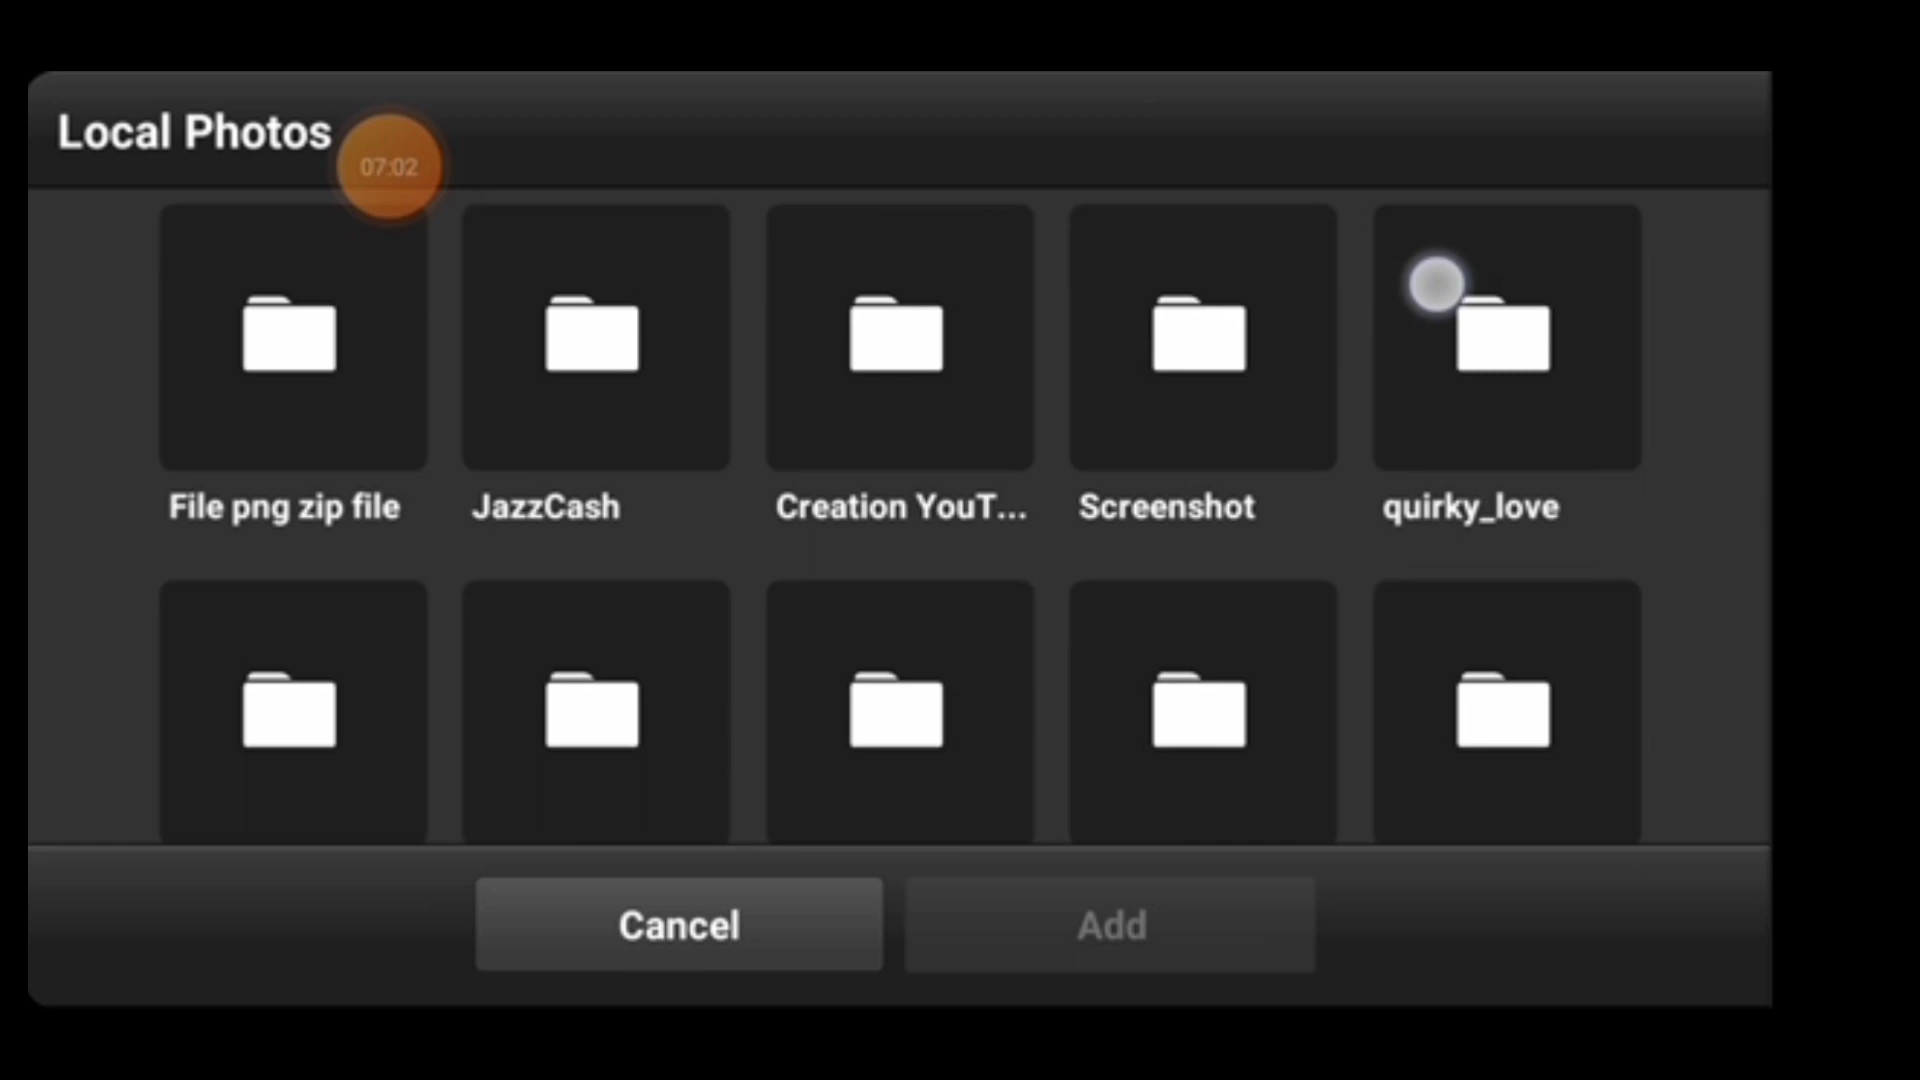 Local Photos
07:02
File png zip file
JazzCash
Creation YouT...
Screenshot
quirky_love
Cancel
Add